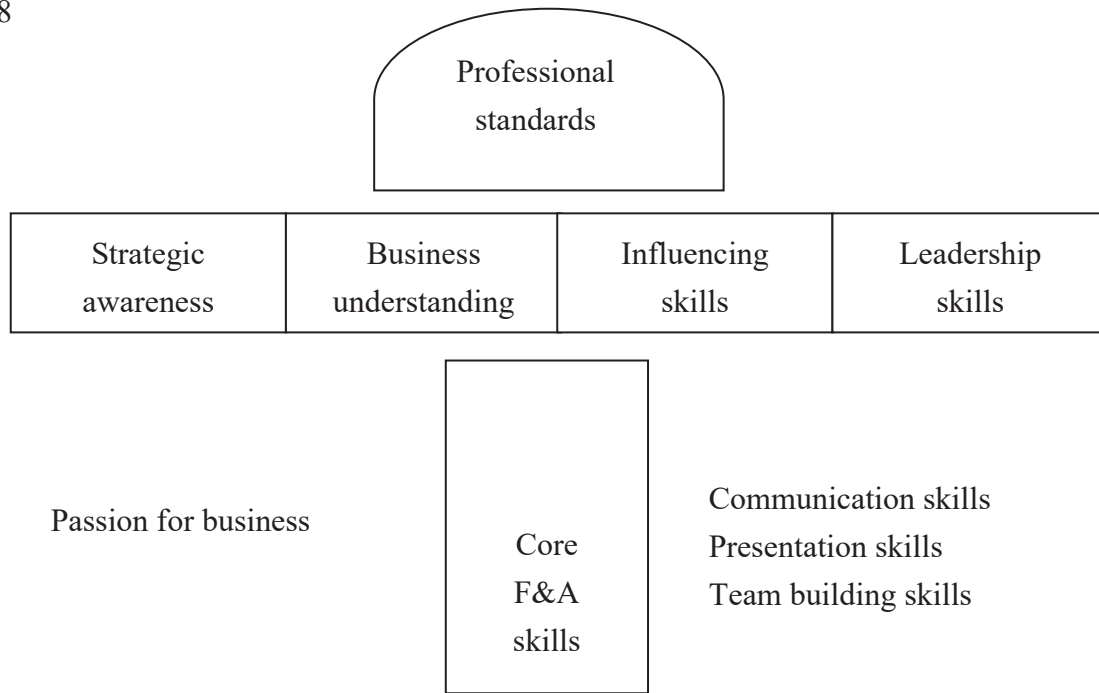 8
Professional
standards
Strategic
awareness
Business
understanding
Influencing
skills
Leadership
skills
Passion for business
Core
F&A
skills
Communication skills
Presentation skills
Team building skills